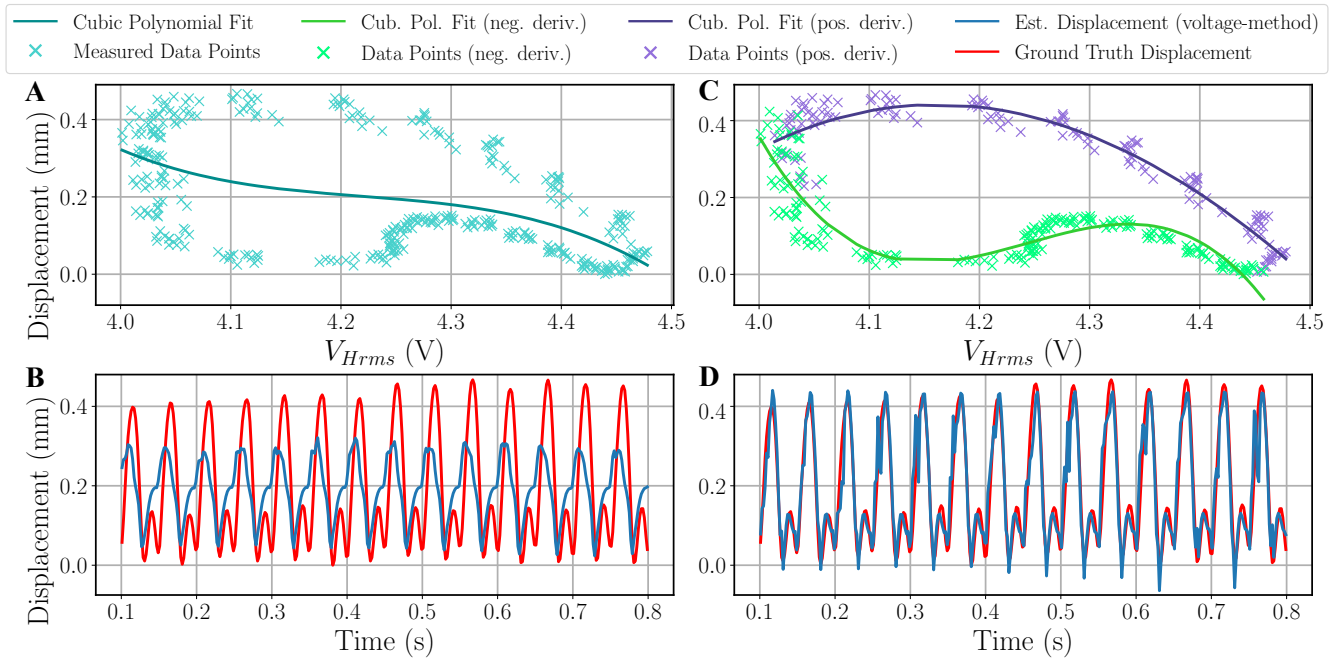 Cubic Polynomial Fit
Cub. Pol. Fit (neg. deriv.)
Cub. Pol. Fit (pos. deriv.)
Est. Displacement (voltage-method)
Measured Data Points
Data Points (neg. deriv.)
Data Points (pos. deriv.)
Ground Truth Displacement
A
Displacement (mm)
0.4
0.2
0.0
4.0 4.1 4.2 4.3 4.4 4.5
V_{Hrms} (V)
C
0.4
0.2
0.0
4.0 4.1 4.2 4.3 4.4 4.5
V_{Hrms} (V)
B
Displacement (mm)
0.4
0.2
0.0
0.1 0.2 0.3 0.4 0.5 0.6 0.7 0.8
Time (s)
D
0.4
0.2
0.0
0.1 0.2 0.3 0.4 0.5 0.6 0.7 0.8
Time (s)